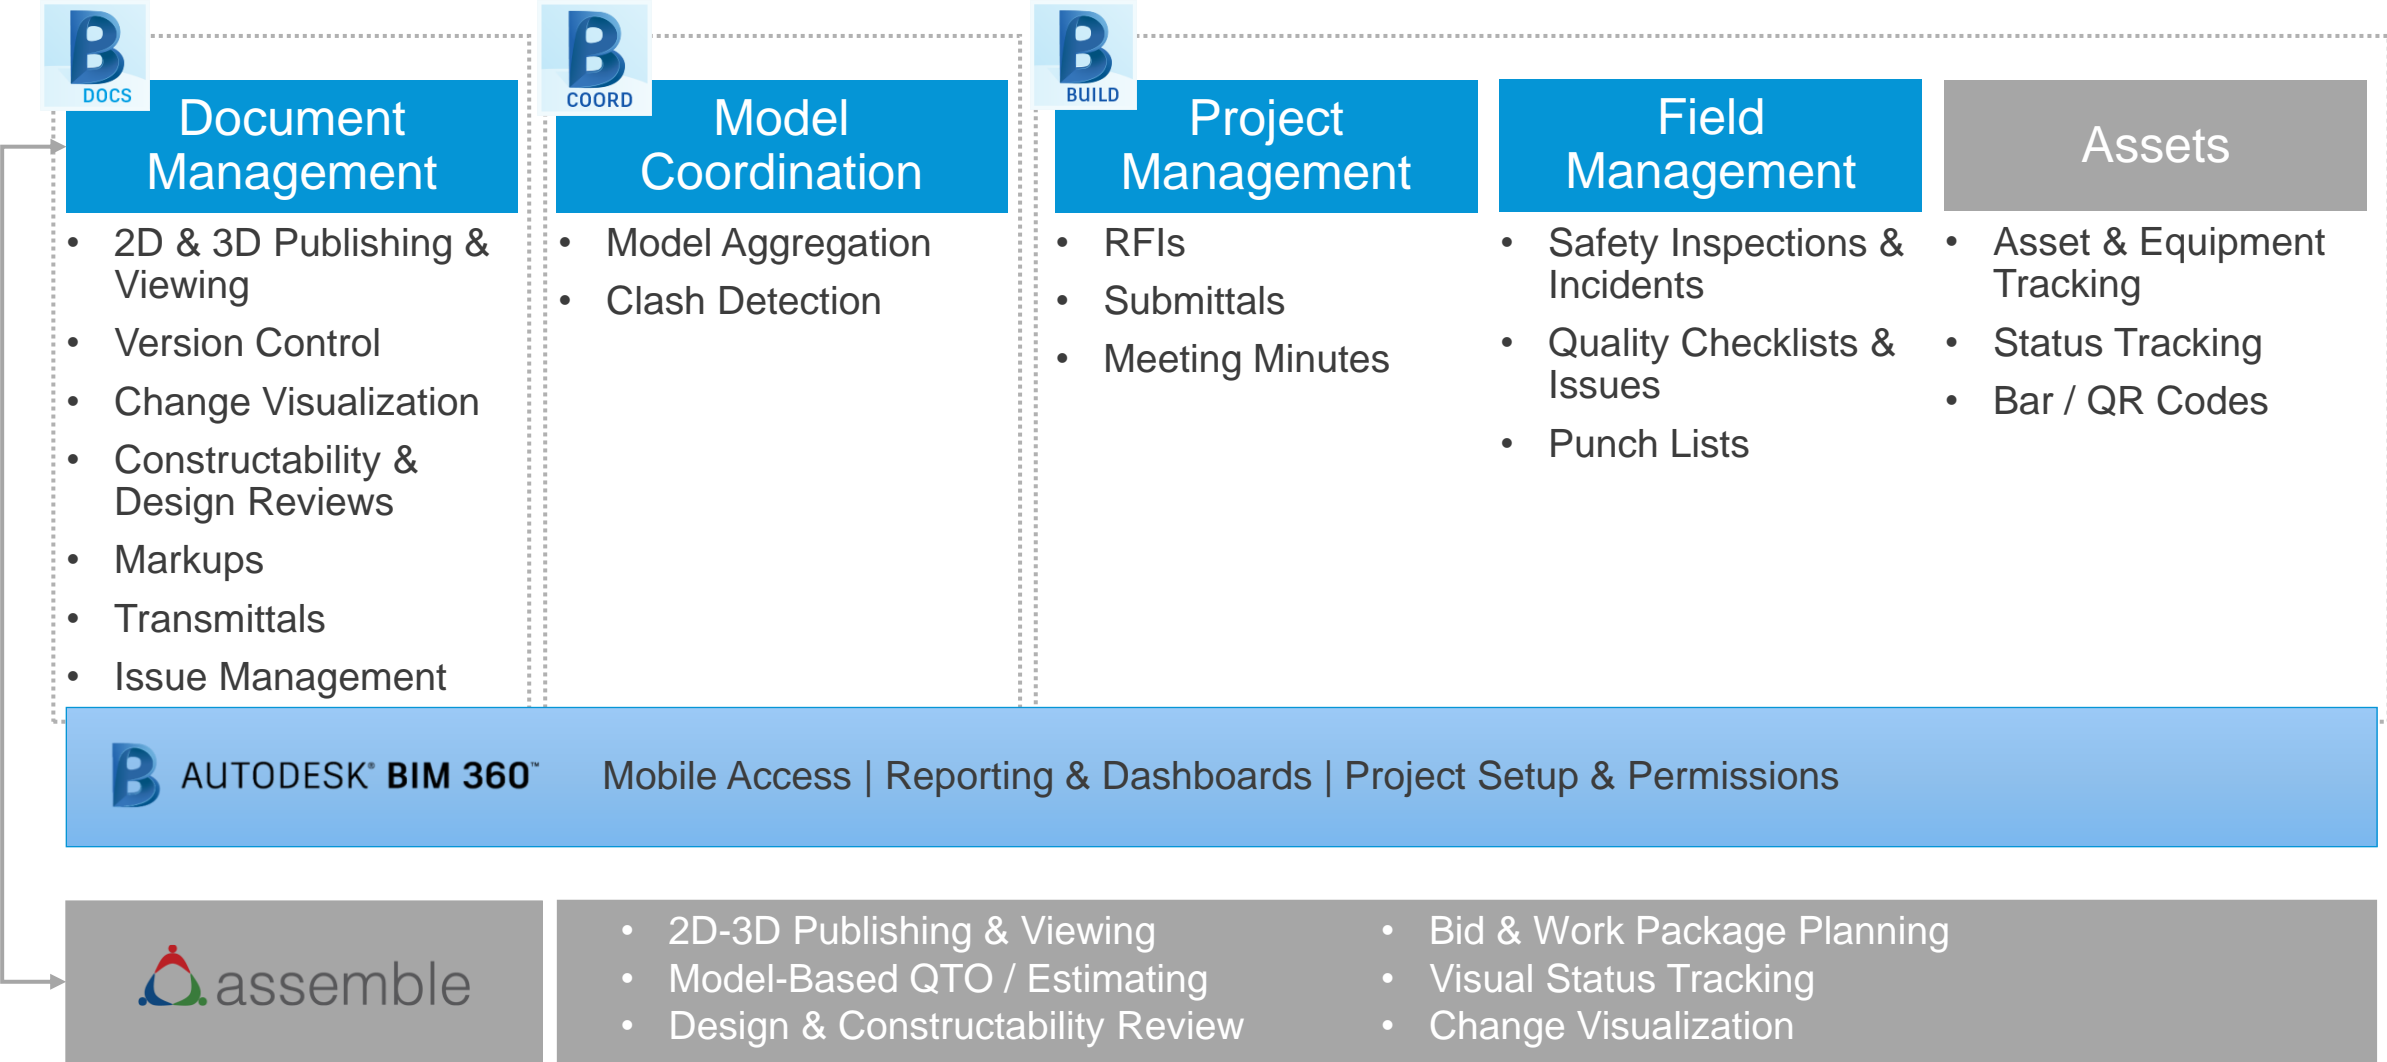 B
DOCS
Document
Management
• 2D & 3D Publishing &
Viewing
• Version Control
• Change Visualization
• Constructability &
Design Reviews
• Markups
• Transmittals
• Issue Management
B
COORD
Model
Coordination
• Model Aggregation
• Clash Detection
B
BUILD
Project
Management
• RFIs
• Submittals
• Meeting Minutes
Field
Management
• Safety Inspections &
Incidents
• Quality Checklists &
Issues
• Punch Lists
Assets
• Asset & Equipment
Tracking
• Status Tracking
• Bar / QR Codes
B AUTODESK® BIM 360™ Mobile Access | Reporting & Dashboards | Project Setup & Permissions
assemble
• 2D-3D Publishing & Viewing
• Model-Based QTO / Estimating
• Design & Constructability Review
• Bid & Work Package Planning
• Visual Status Tracking
• Change Visualization